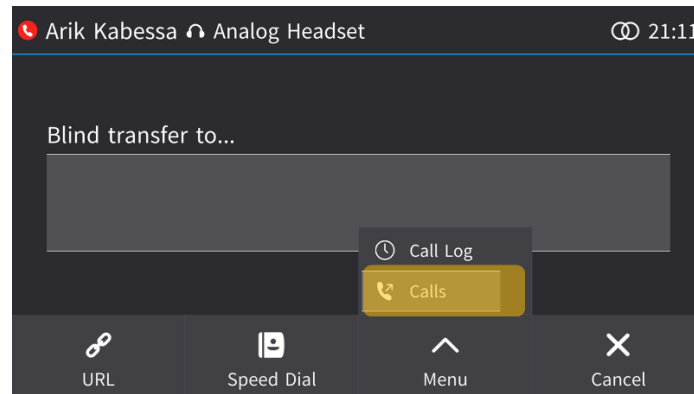 Arik Kabessa Analog Headset 21:11
Blind transfer to...
Call Log
Calls
URL Speed Dial Menu Cancel